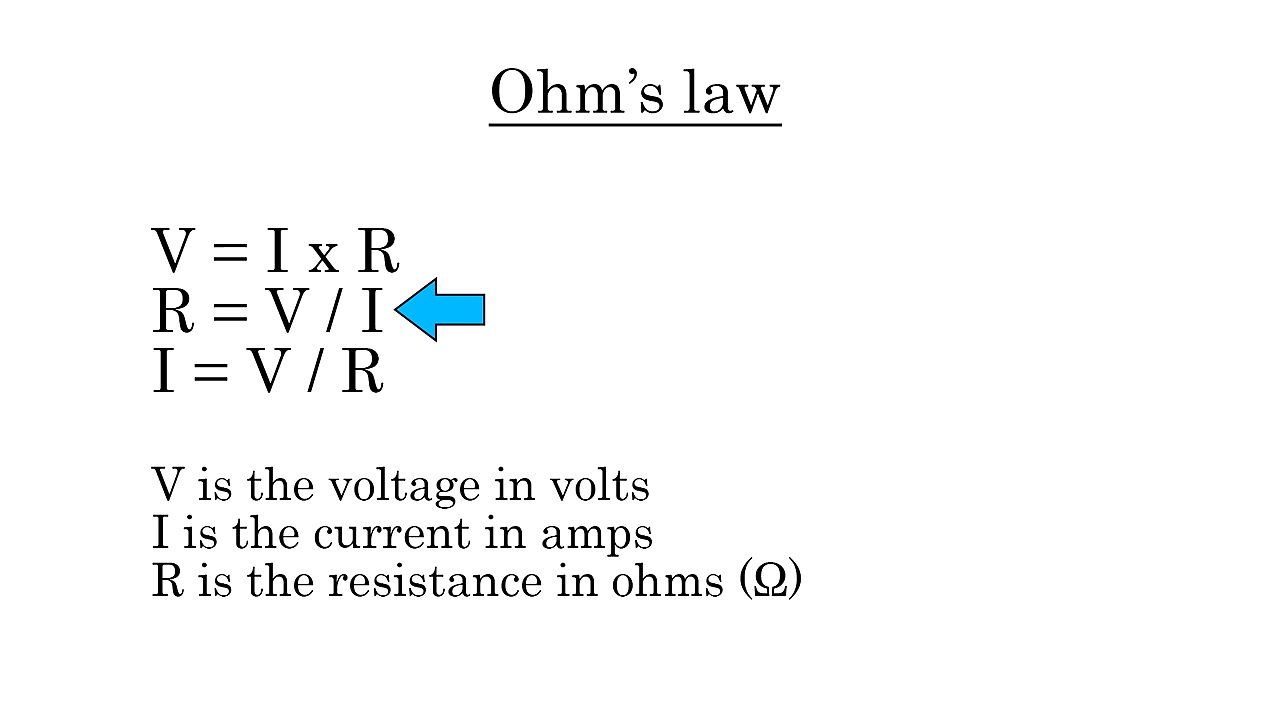 Ohm’s law
V = I x R
R = V / I
I = V / R
V is the voltage in volts
I is the current in amps
R is the resistance in ohms (Ω)